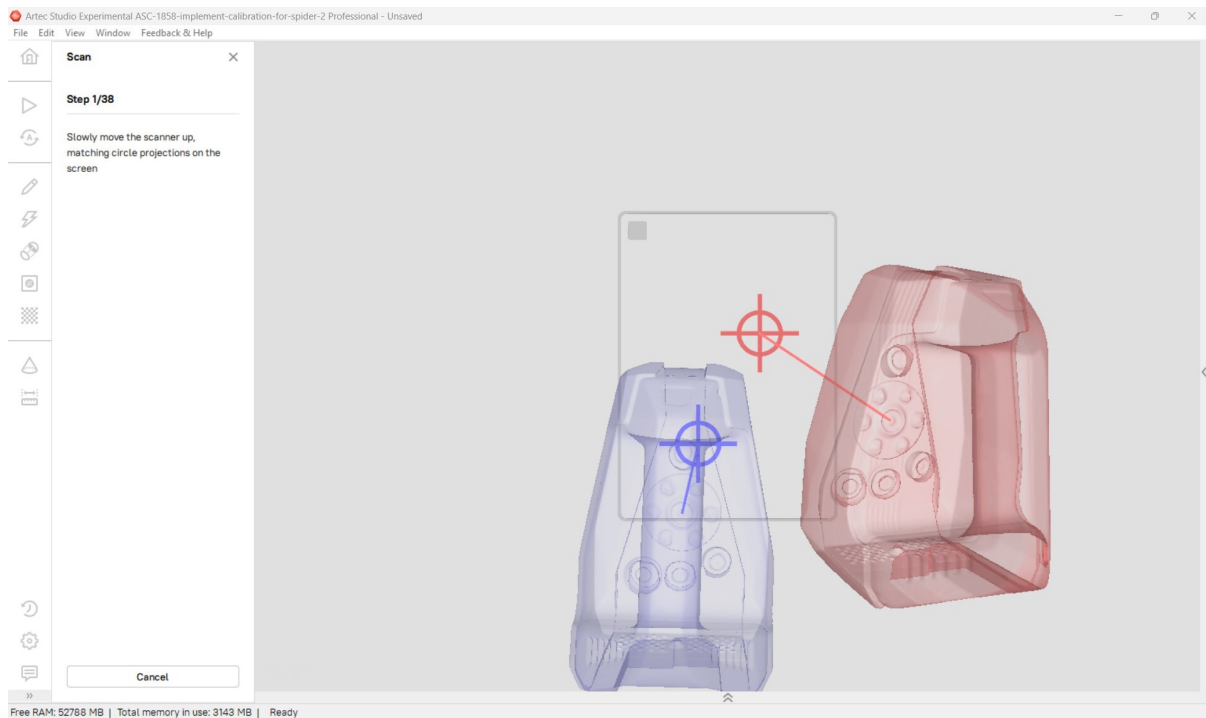 Artec Studio Experimental ASC-1858-implement-calibration-for-spider-2 Professional - Unsaved
File Edit View Window Feedback & Help
Scan
Step 1/38
Slowly move the scanner up,
matching circle projections on the
screen
Cancel
Free RAM: 52788 MB | Total memory in use: 3143 MB | Ready